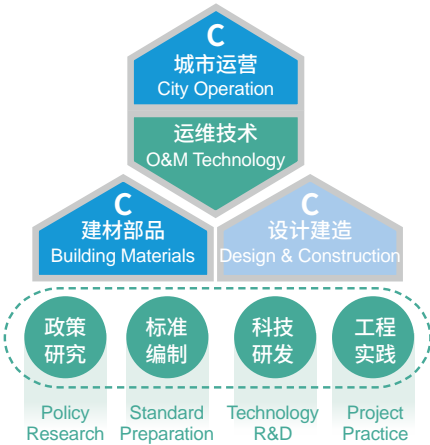 C
城市运营
City Operation
运维技术
O&M Technology
C
建材部品
Building Materials
C
设计建造
Design & Construction
政策
研究
标准
编制
科技
研发
工程
实践
Policy
Research
Standard
Preparation
Technology
R&D
Project
Practice